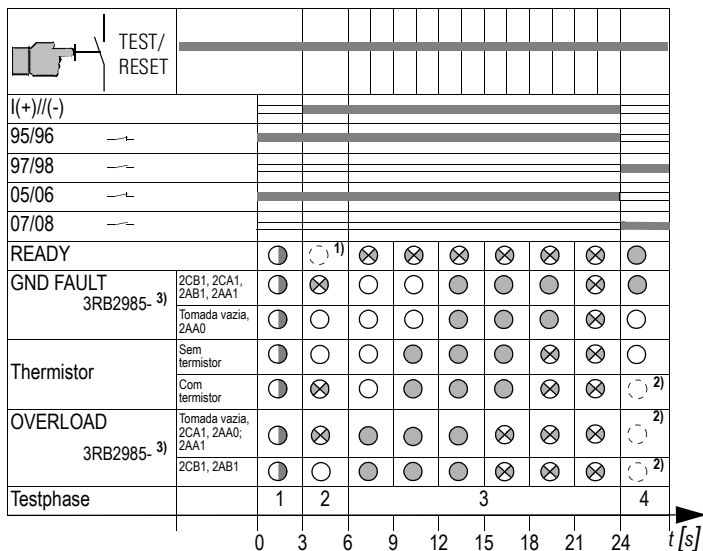 TEST/
RESET
I(+)//(-)
95/96
97/98
05/06
07/08
READY
1)
GND FAULT
3RB2985- 3)
2CB1, 2CA1,
2AB1, 2AA1
Tomada vazia,
2AA0
Thermistor
Sem
termistor
Com
termistor
2)
OVERLOAD
3RB2985- 3)
Tomada vazia,
2CA1, 2AA0;
2AA1
2)
2CB1, 2AB1
2)
Testphase 1 2 3 4
0 3 6 9 12 15 18 21 24 t [s]